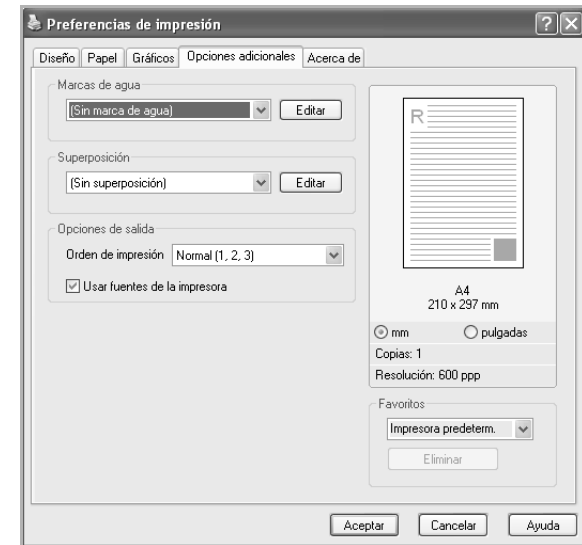 Preferencias de impresión
Diseño Papel Gráficos Opciones adicionales Acerca de
Marcas de agua
(Sin marca de agua) Editar
Superposición
(Sin superposición) Editar
Opciones de salida
Orden de impresión Normal (1, 2, 3)
Usar fuentes de la impresora
R
A4
210 x 297 mm
mm pulgadas
Copias: 1
Resolución: 600 ppp
Favoritos
Impresora predeterm.
Eliminar
Aceptar Cancelar Ayuda